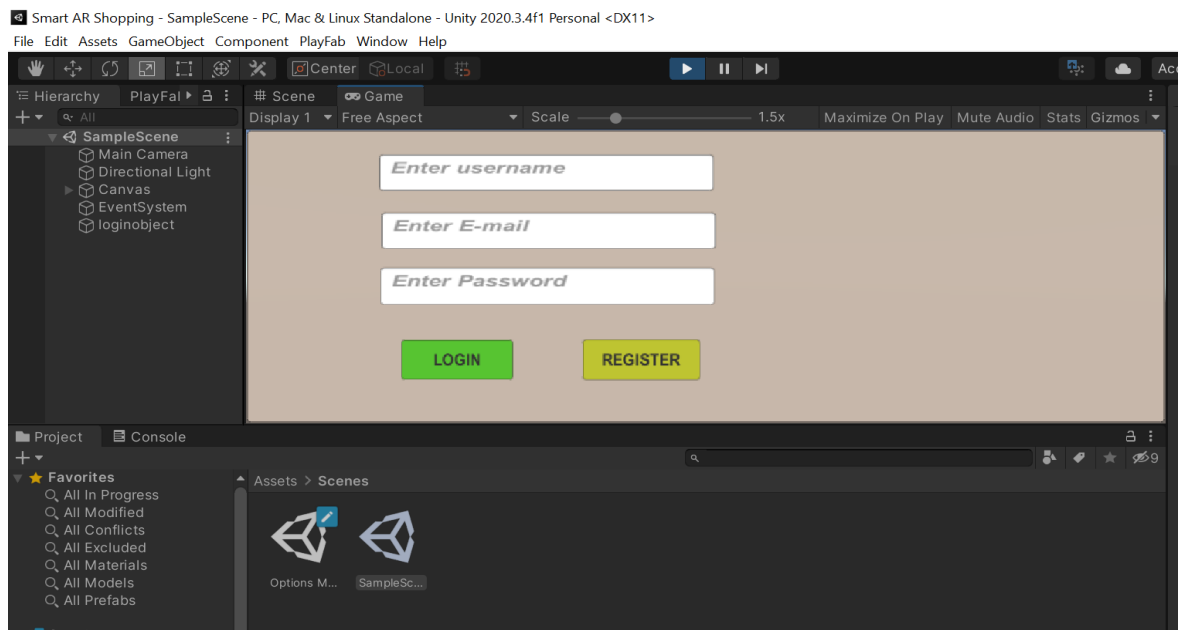 Smart AR Shopping - SampleScene - PC, Mac & Linux Standalone - Unity 2020.3.4f1 Personal <DX11>
File Edit Assets GameObject Component PlayFab Window Help
Center Local Acc
Hierarchy PlayFal # Scene Game
All Display 1 Free Aspect Scale 1.5x Maximize On Play Mute Audio Stats Gizmos
SampleScene
Main Camera
Directional Light
Canvas
EventSystem
loginobject
Enter username
Enter E-mail
Enter Password
LOGIN REGISTER
Project Console
9
Favorites
All In Progress
All Modified
All Conflicts
All Excluded
All Materials
All Models
All Prefabs
Assets > Scenes
Options M... SampleSc...